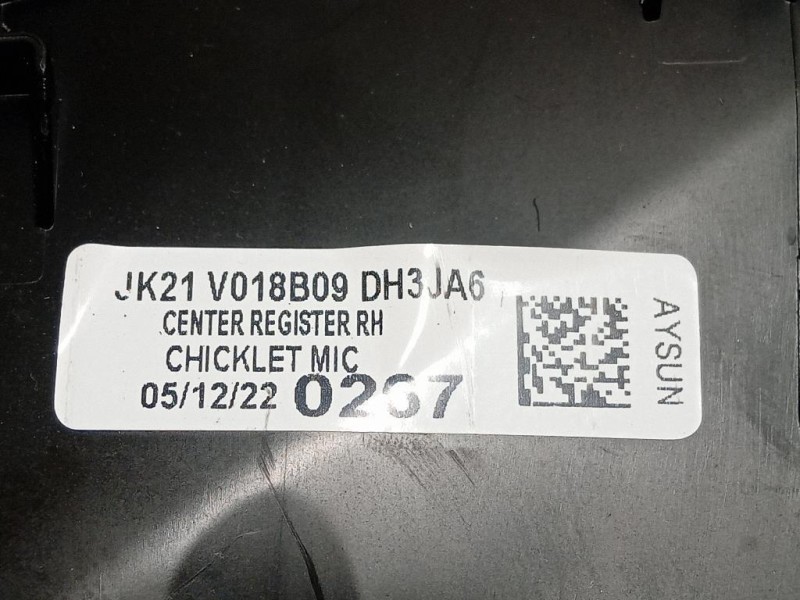 JK21 V018B09 DH3JA6
CENTER REGISTER RH
CHICKLET MIC
05/12/22 0267
AYSUN